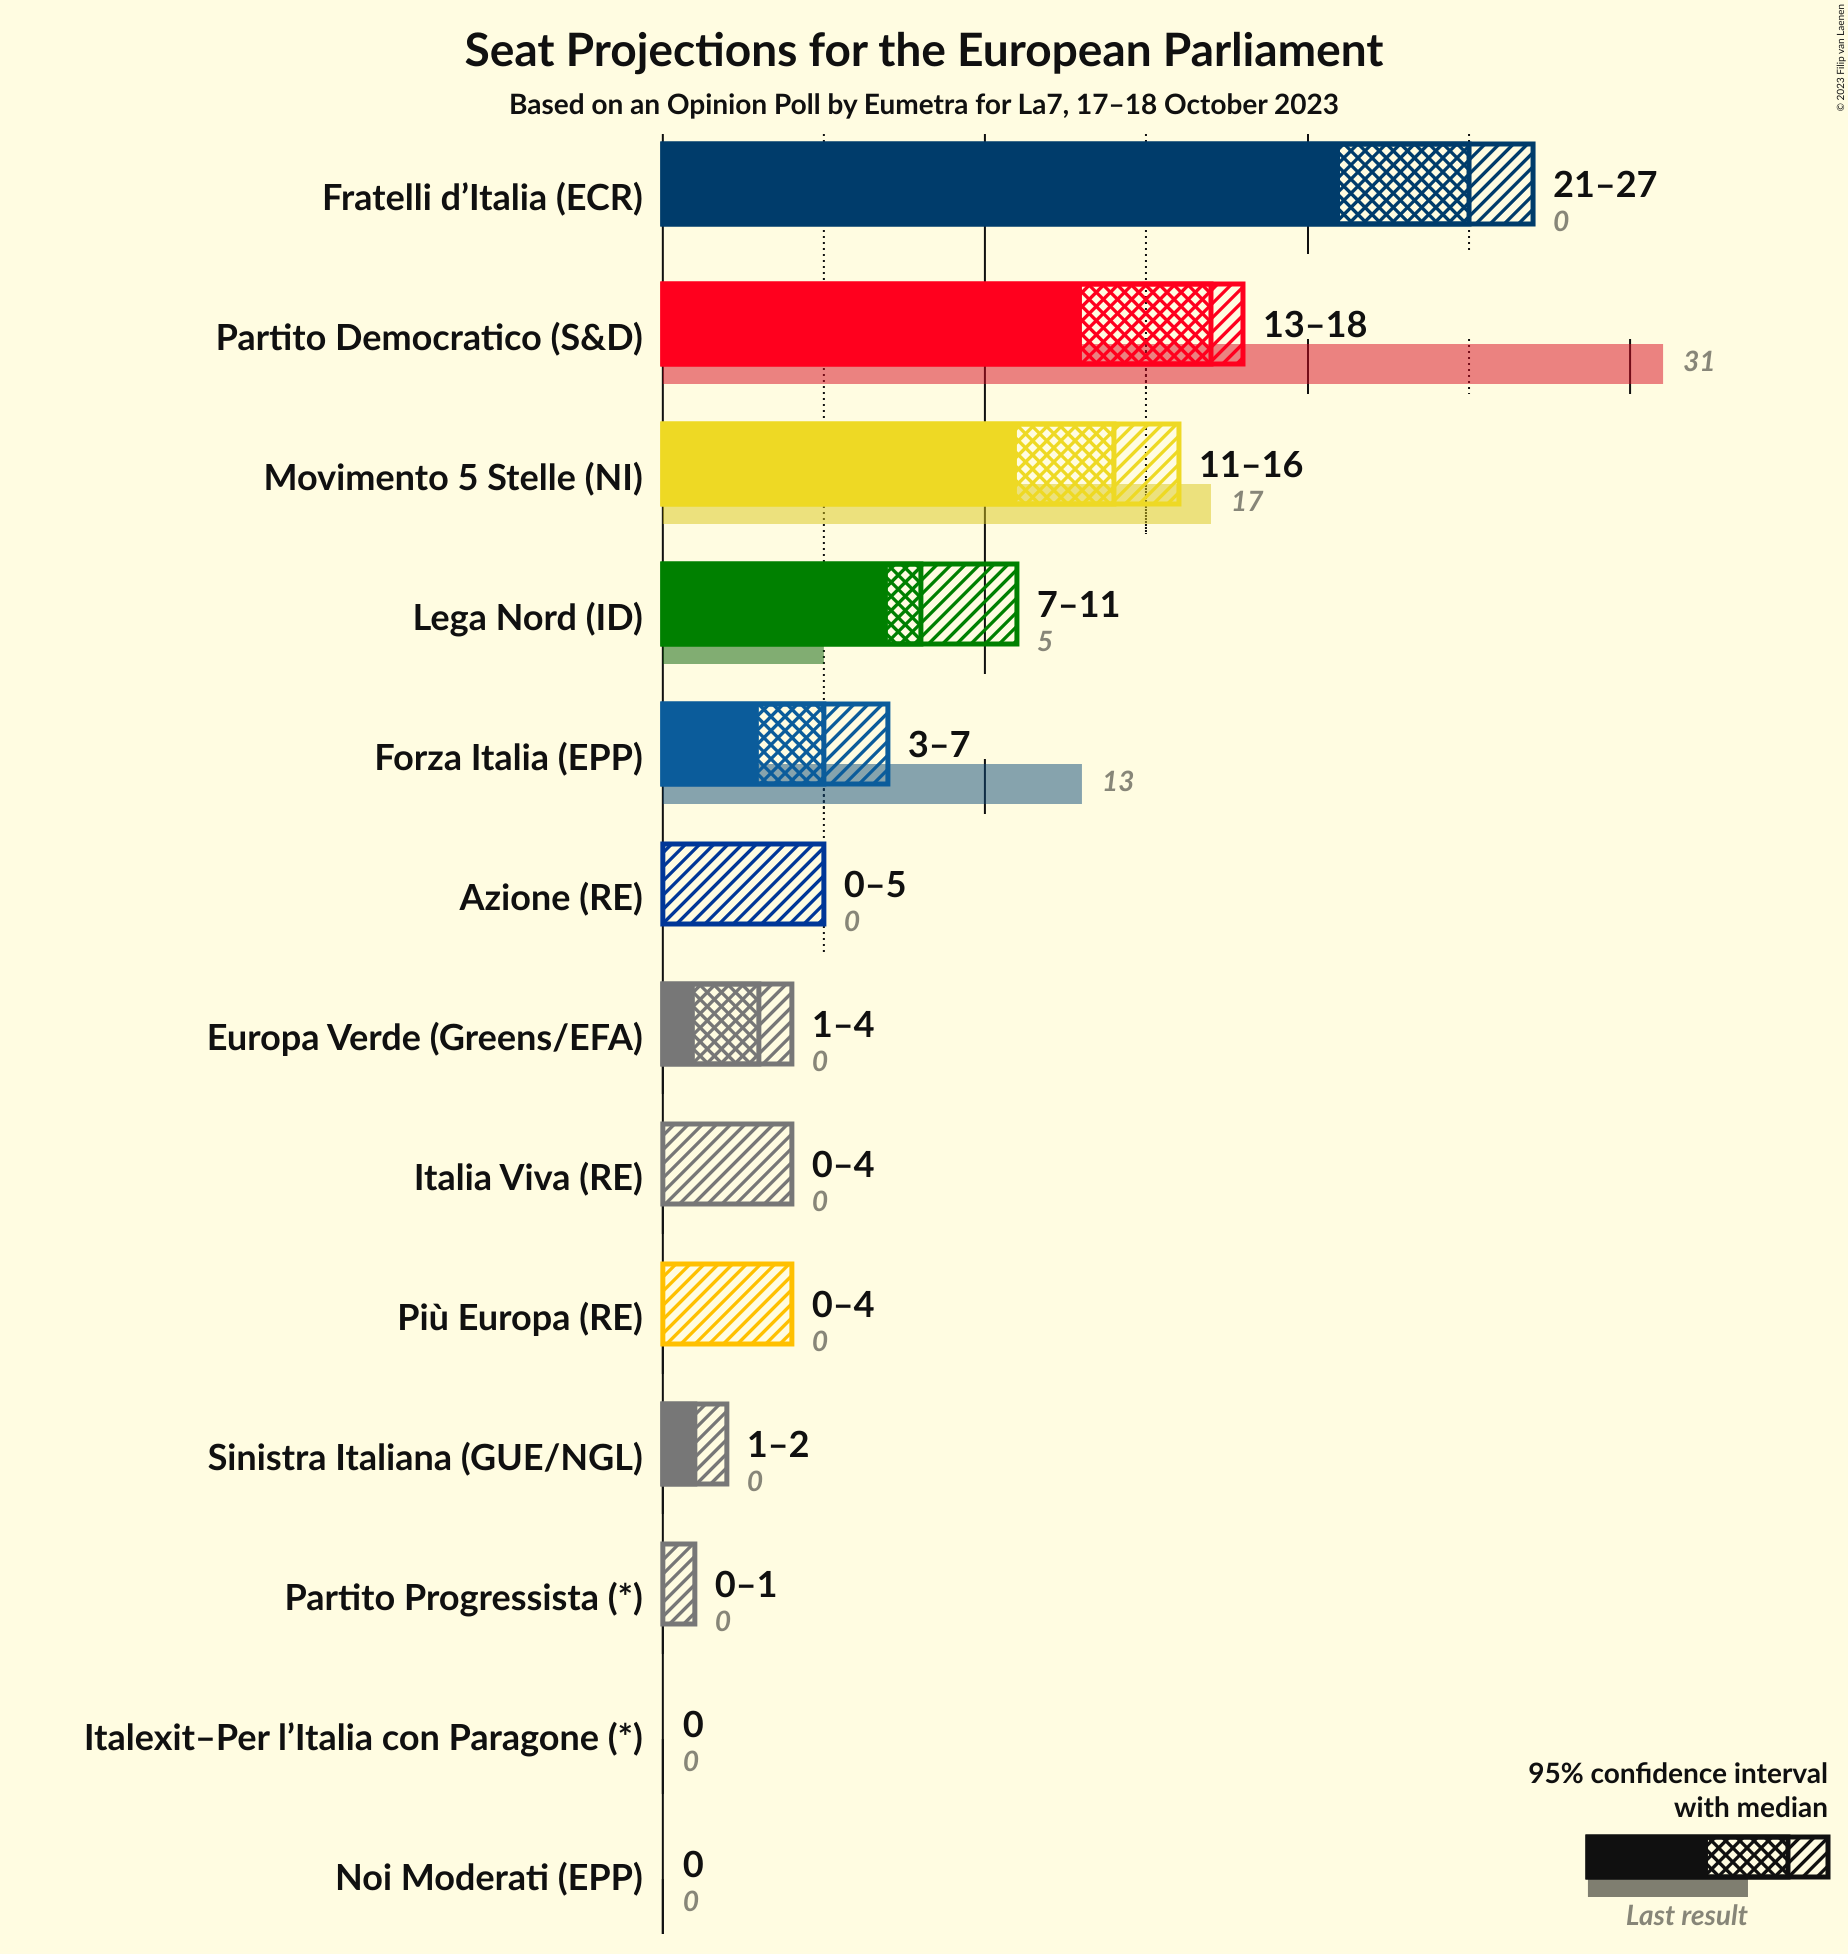 Seat Projections for the European Parliament
Based on an Opinion Poll by Eumetra for La7, 17–18 October 2023
© 2023 Filip van Laenen
Fratelli d’Italia (ECR)
21–27
0
Partito Democratico (S&D)
13–18
31
Movimento 5 Stelle (NI)
11–16
17
Lega Nord (ID)
7–11
5
Forza Italia (EPP)
3–7
13
Azione (RE)
0–5
0
Europa Verde (Greens/EFA)
1–4
0
Italia Viva (RE)
0–4
0
Più Europa (RE)
0–4
0
Sinistra Italiana (GUE/NGL)
1–2
0
Partito Progressista (*)
0–1
0
Italexit–Per l’Italia con Paragone (*)
0
0
Noi Moderati (EPP)
0
0
95% confidence interval
with median
Last result